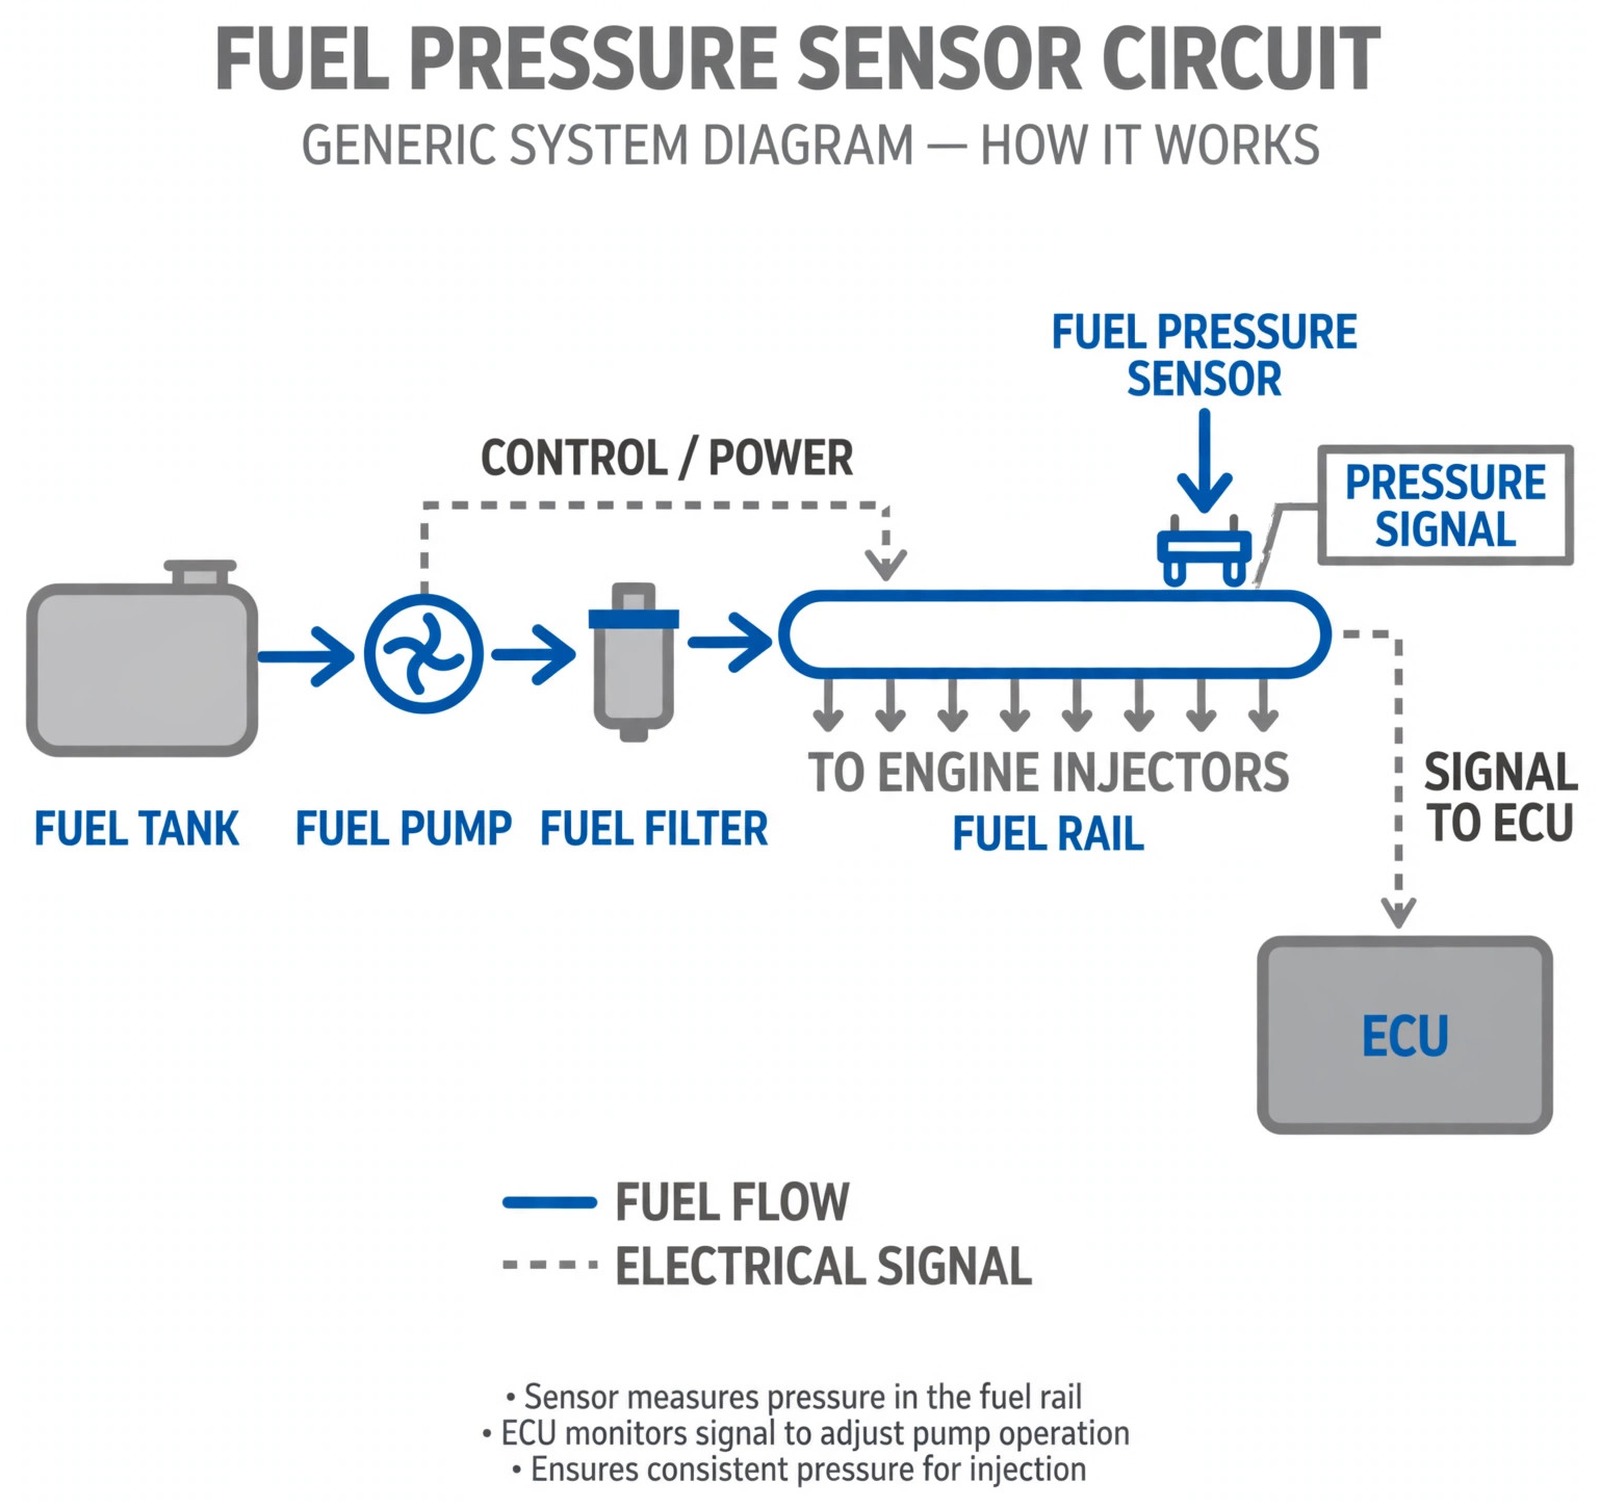 FUEL PRESSURE SENSOR CIRCUIT
GENERIC SYSTEM DIAGRAM — HOW IT WORKS
FUEL PRESSURE
SENSOR
CONTROL / POWER
PRESSURE
SIGNAL
TO ENGINE INJECTORS
SIGNAL
TO ECU
FUEL TANK
FUEL PUMP
FUEL FILTER
FUEL RAIL
ECU
FUEL FLOW
ELECTRICAL SIGNAL
• Sensor measures pressure in the fuel rail
• ECU monitors signal to adjust pump operation
• Ensures consistent pressure for injection